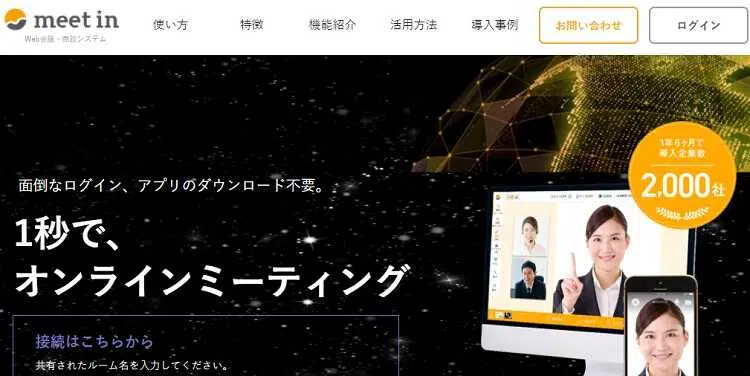 meet in
Web会議・商談システム
使い方
特徴
機能紹介
活用方法
導入事例
お問い合わせ
ログイン
面倒なログイン、アプリのダウンロード不要。
1秒で、
オンラインミーティング
1年6ヶ月で
導入企業数
2,000社
接続はこちらから
共有されたルーム名を入力してください。